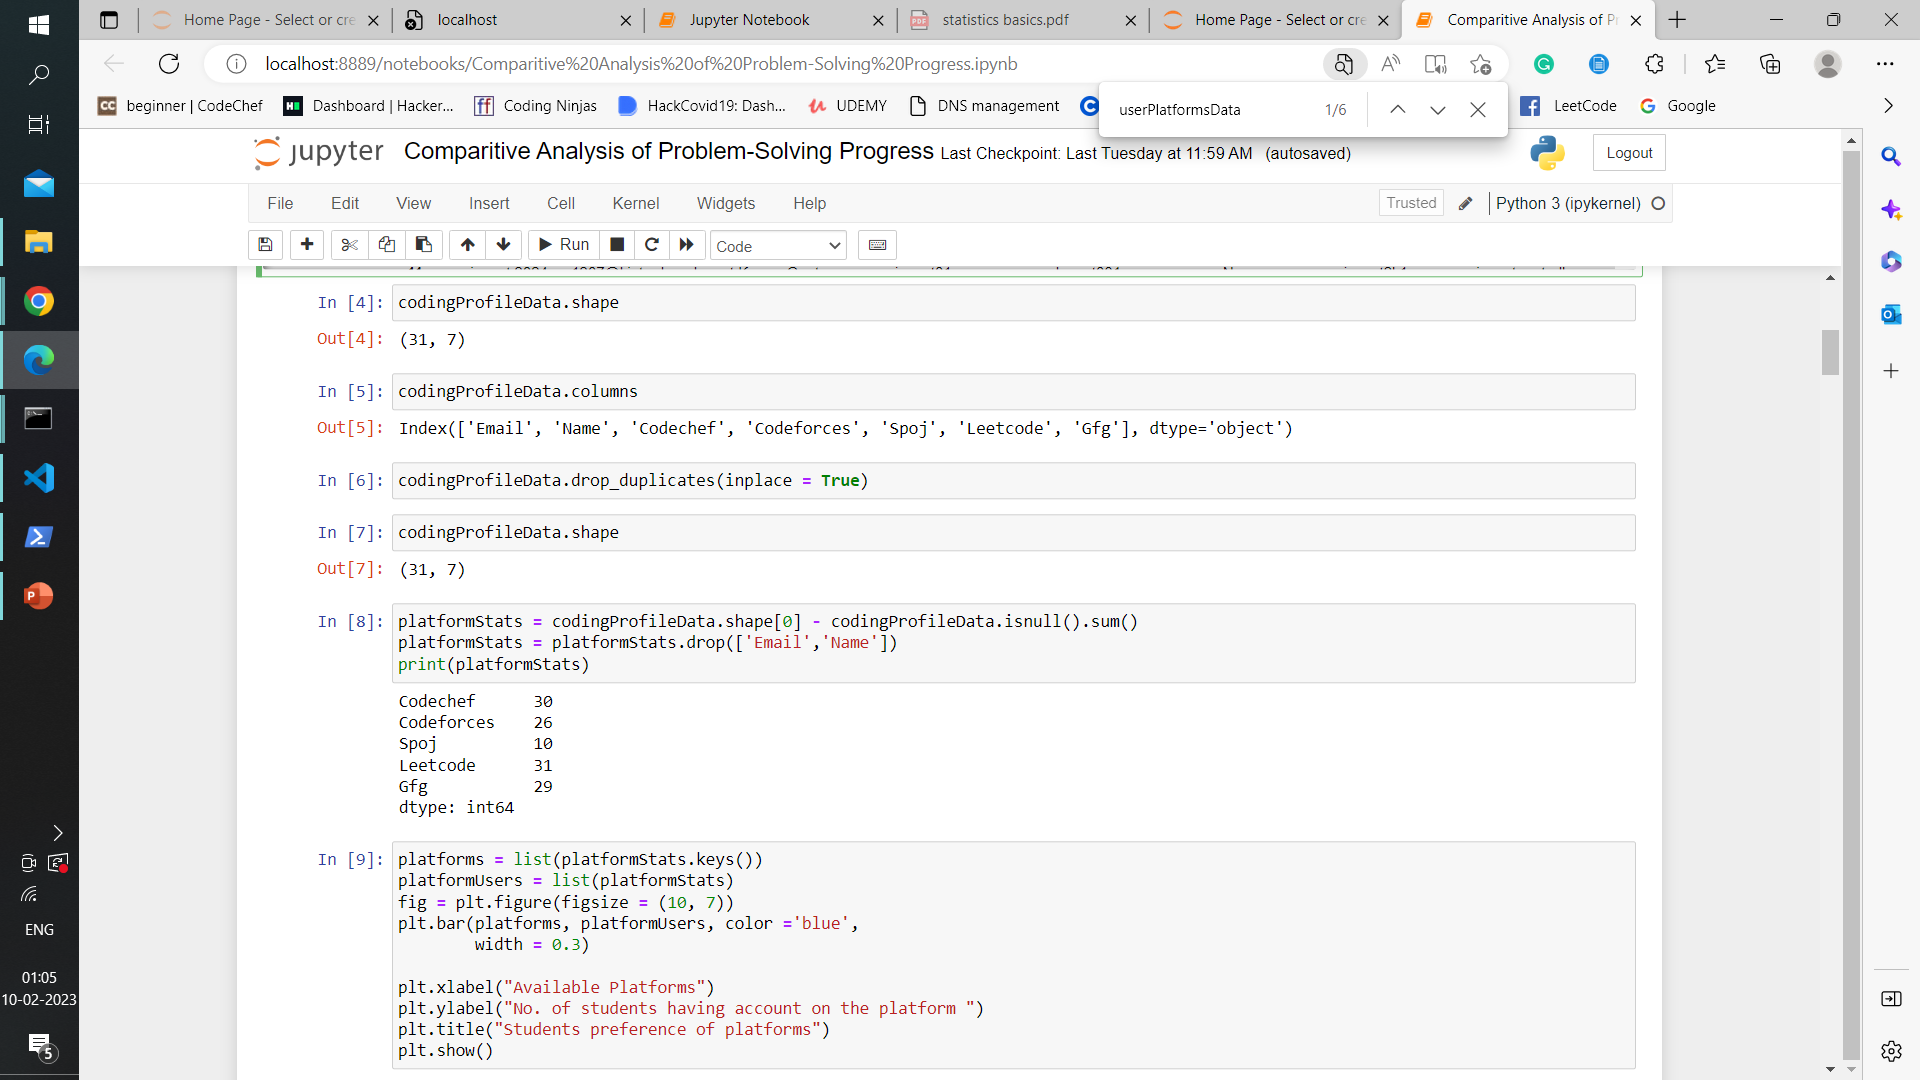 Home Page - Select or cre
localhost
Jupyter Notebook
statistics basics.pdf
Home Page - Select or cre
Comparitive Analysis of Pr
localhost:8889/notebooks/Comparitive%20Analysis%20of%20Problem-Solving%20Progress.ipynb
beginner | CodeChef
Dashboard | Hacker...
Coding Ninjas
HackCovid19: Dash...
UDEMY
DNS management
LeetCode
Google
userPlatformsData 1/6
jupyter Comparitive Analysis of Problem-Solving Progress Last Checkpoint: Last Tuesday at 11:59 AM (autosaved)
Logout
File Edit View Insert Cell Kernel Widgets Help
Trusted
Python 3 (ipykernel)
Run
Code
In [4]: codingProfileData.shape
Out[4]: (31, 7)
In [5]: codingProfileData.columns
Out[5]: Index(['Email', 'Name', 'Codechef', 'Codeforces', 'Spoj', 'Leetcode', 'Gfg'], dtype='object')
In [6]: codingProfileData.drop_duplicates(inplace = True)
In [7]: codingProfileData.shape
Out[7]: (31, 7)
In [8]: platformStats = codingProfileData.shape[0] - codingProfileData.isnull().sum()
platformStats = platformStats.drop(['Email','Name'])
print(platformStats)
Codechef 30
Codeforces 26
Spoj 10
Leetcode 31
Gfg 29
dtype: int64
In [9]: platforms = list(platformStats.keys())
platformUsers = list(platformStats)
fig = plt.figure(figsize = (10, 7))
plt.bar(platforms, platformUsers, color ='blue',
width = 0.3)
plt.xlabel("Available Platforms")
plt.ylabel("No. of students having account on the platform ")
plt.title("Students preference of platforms")
plt.show()
ENG
01:05
10-02-2023
5